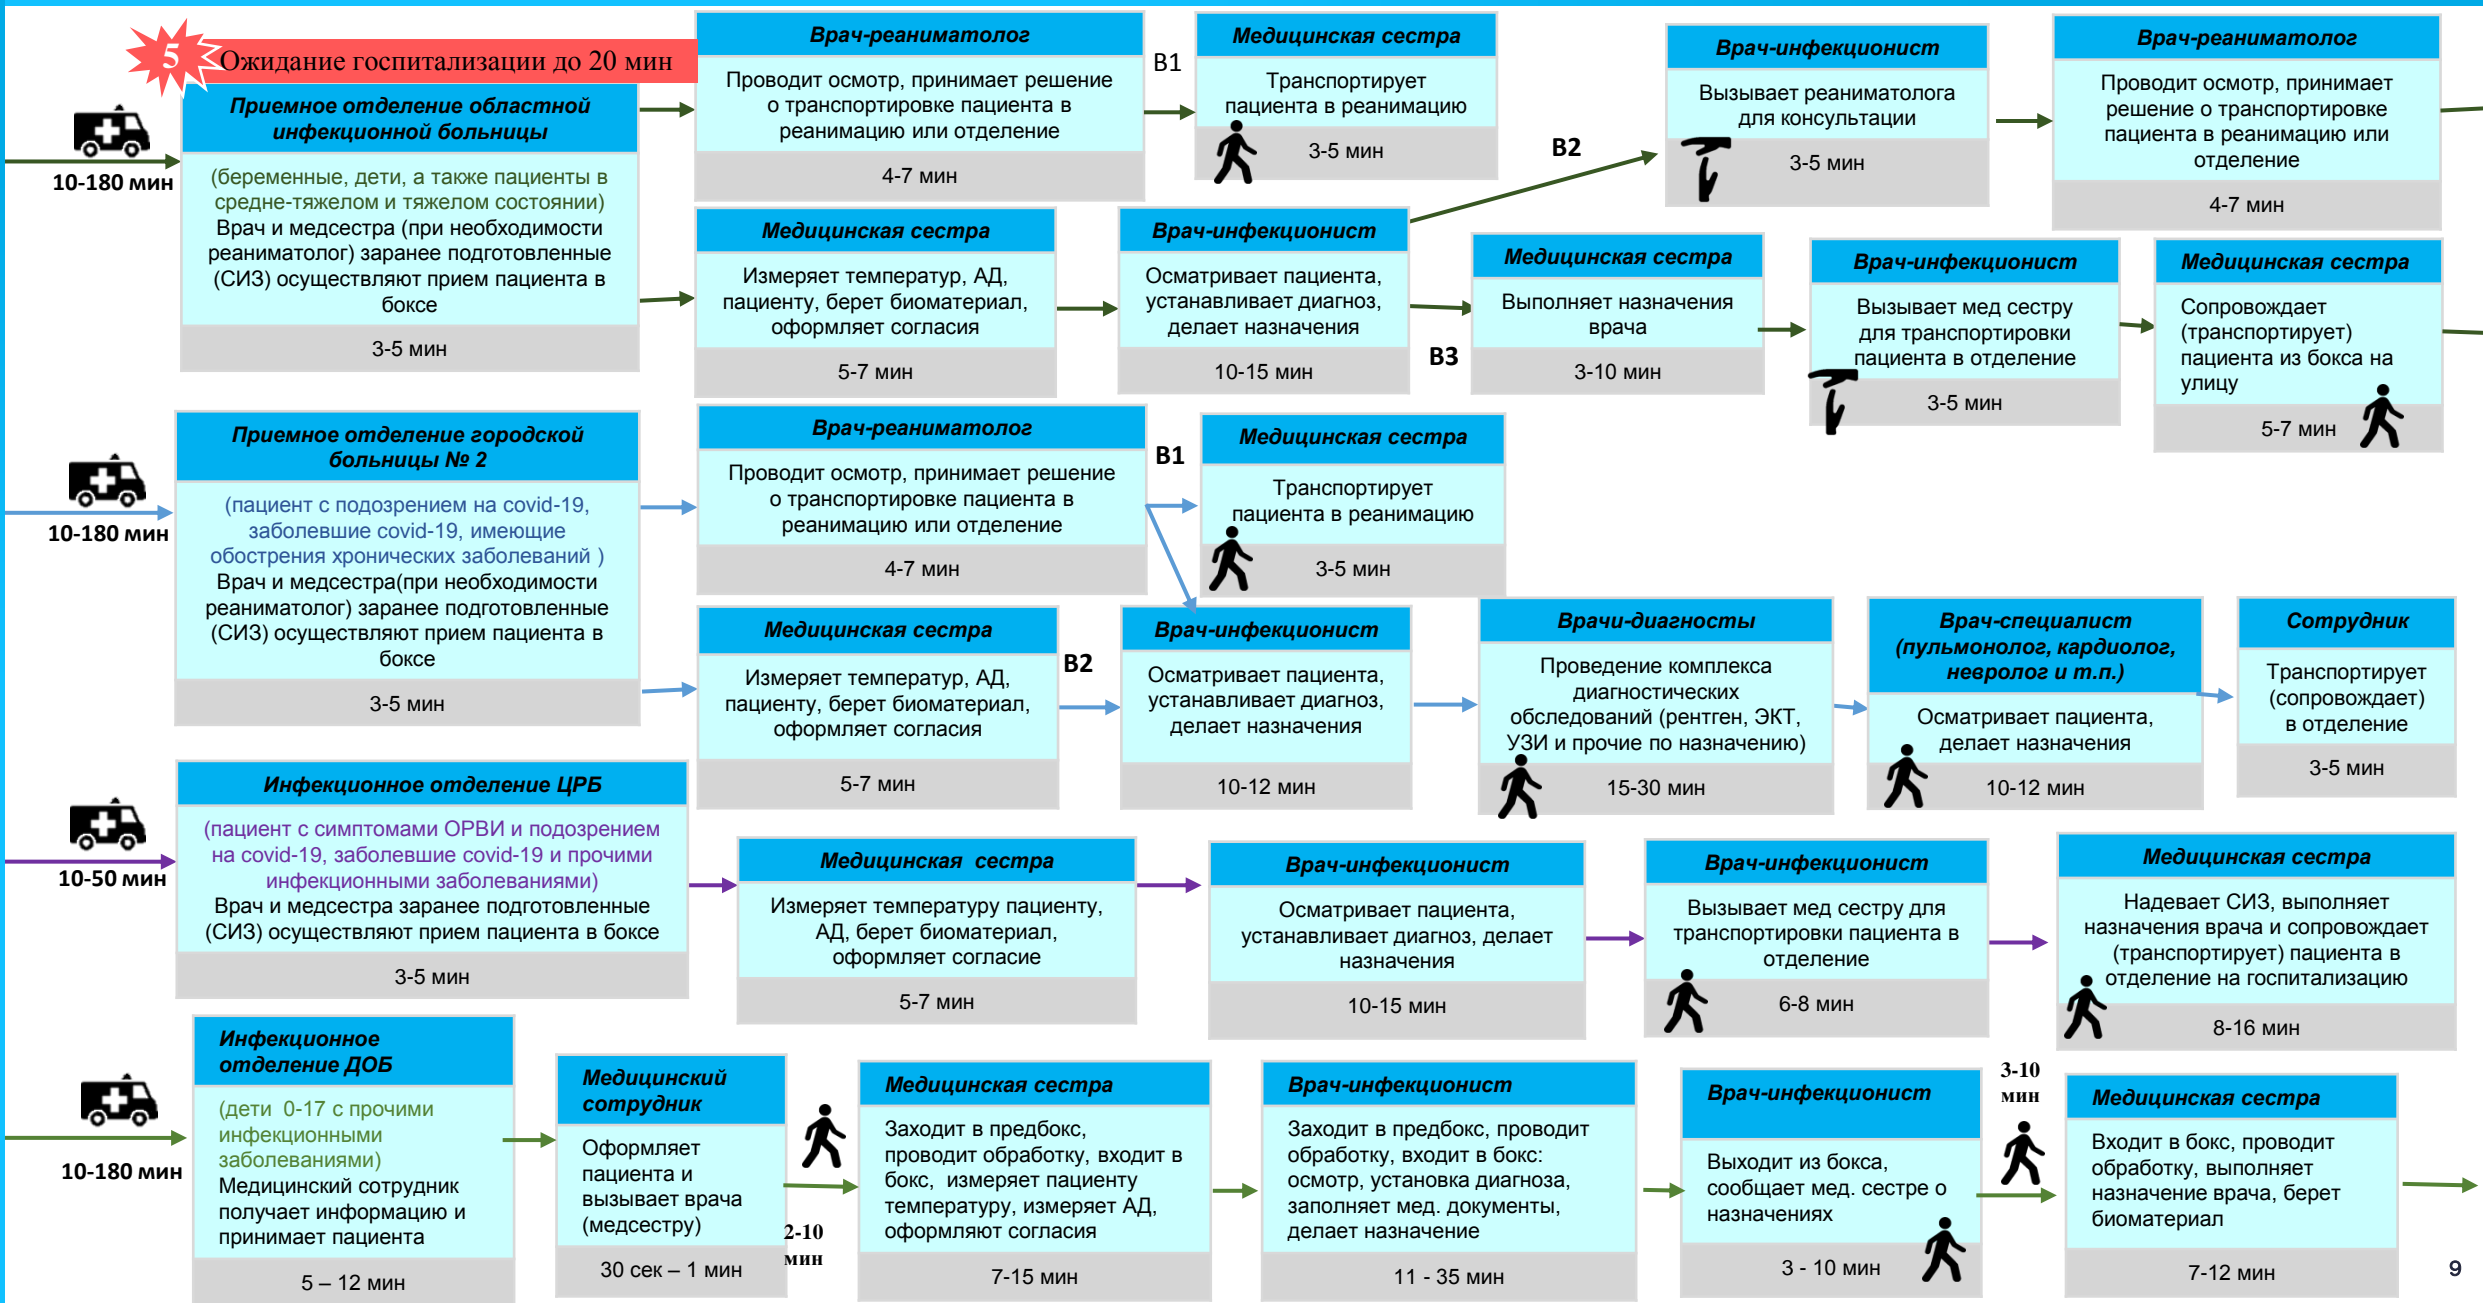 5
Ожидание госпитализации до 20 мин
10-180 мин
Приемное отделение областной
инфекционной больницы
(беременные, дети, а также пациенты в
средне-тяжелом и тяжелом состоянии)
Врач и медсестра (при необходимости
реаниматолог) заранее подготовленные
(СИЗ) осуществляют прием пациента в
боксе
3-5 мин
Врач-реаниматолог
Проводит осмотр, принимает решение
о транспортировке пациента в
реанимацию или отделение
4-7 мин
В1
Медицинская сестра
Транспортирует
пациента в реанимацию
3-5 мин
Медицинская сестра
Измеряет температур, АД,
пациенту, берет биоматериал,
оформляет согласия
5-7 мин
Врач-инфекционист
Осматривает пациента,
устанавливает диагноз,
делает назначения
10-15 мин
В2
Врач-инфекционист
Вызывает реаниматолога
для консультации
3-5 мин
Врач-реаниматолог
Проводит осмотр, принимает
решение о транспортировке
пациента в реанимацию или
отделение
4-7 мин
В3
Медицинская сестра
Выполняет назначения
врача
3-10 мин
Врач-инфекционист
Вызывает мед сестру
для транспортировки
пациента в отделение
3-5 мин
Медицинская сестра
Сопровождает
(транспортирует)
пациента из бокса на
улицу
5-7 мин
10-180 мин
Приемное отделение городской
больницы № 2
(пациент с подозрением на covid-19,
заболевшие covid-19, имеющие
обострения хронических заболеваний )
Врач и медсестра(при необходимости
реаниматолог) заранее подготовленные
(СИЗ) осуществляют прием пациента в
боксе
3-5 мин
Врач-реаниматолог
Проводит осмотр, принимает решение
о транспортировке пациента в
реанимацию или отделение
4-7 мин
В1
Медицинская сестра
Транспортирует
пациента в реанимацию
3-5 мин
Медицинская сестра
Измеряет температур, АД,
пациенту, берет биоматериал,
оформляет согласия
5-7 мин
В2
Врач-инфекционист
Осматривает пациента,
устанавливает диагноз,
делает назначения
10-12 мин
Врачи-диагносты
Проведение комплекса
диагностических
обследований (рентген, ЭКТ,
УЗИ и прочие по назначению)
15-30 мин
Врач-специалист
(пульмонолог, кардиолог,
невролог и т.п.)
Осматривает пациента,
делает назначения
10-12 мин
Сотрудник
Транспортирует
(сопровождает)
в отделение
3-5 мин
10-50 мин
Инфекционное отделение ЦРБ
(пациент с симптомами ОРВИ и подозрением
на covid-19, заболевшие covid-19 и прочими
инфекционными заболеваниями)
Врач и медсестра заранее подготовленные
(СИЗ) осуществляют прием пациента в боксе
3-5 мин
Медицинская сестра
Измеряет температуру пациенту,
АД, берет биоматериал,
оформляет согласие
5-7 мин
Врач-инфекционист
Осматривает пациента,
устанавливает диагноз, делает
назначения
10-15 мин
Врач-инфекционист
Вызывает мед сестру для
транспортировки пациента в
отделение
6-8 мин
Медицинская сестра
Надевает СИЗ, выполняет
назначения врача и сопровождает
(транспортирует) пациента в
отделение на госпитализацию
8-16 мин
10-180 мин
Инфекционное
отделение ДОБ
(дети 0-17 с прочими
инфекционными
заболеваниями)
Медицинский сотрудник
получает информацию и
принимает пациента
5 – 12 мин
Медицинский
сотрудник
Оформляет
пациента и
вызывает врача
(медсестру)
30 сек – 1 мин
2-10
мин
Медицинская сестра
Заходит в предбокс,
проводит обработку, входит в
бокс, измеряет пациенту
температуру, измеряет АД,
оформляют согласия
7-15 мин
Врач-инфекционист
Заходит в предбокс, проводит
обработку, входит в бокс:
осмотр, установка диагноза,
заполняет мед. документы,
делает назначение
11 - 35 мин
Врач-инфекционист
Выходит из бокса,
сообщает мед. сестре о
назначениях
3 - 10 мин
3-10
мин
Медицинская сестра
Входит в бокс, проводит
обработку, выполняет
назначение врача, берет
биоматериал
7-12 мин
9